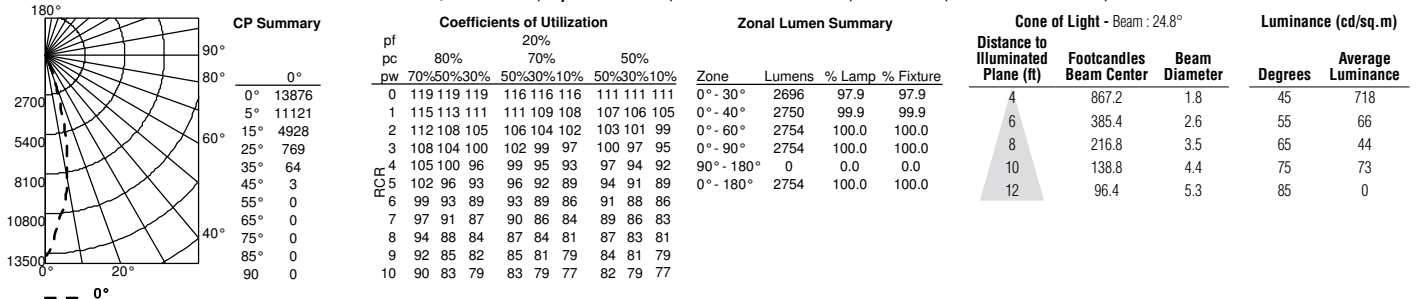 180°
90°
80°
2700
5400
60°
8100
10800
40°
13500
0° 20°
0°
CP Summary
0°
0° 13876
5° 11121
15° 4928
25° 769
35° 64
45° 3
55° 0
65° 0
75° 0
85° 0
90 0
Coefficients of Utilization
pf 20%
pc 80% 70% 50%
pw 70%50%30% 50%30%10% 50%30%10%
RCR
0 119 119 119 116 116 116 111 111 111
1 115 113 111 111 109 108 107 106 105
2 112 108 105 106 104 102 103 101 99
3 108 104 100 102 99 97 100 97 95
4 105 100 96 99 95 93 97 94 92
5 102 96 93 96 92 89 94 91 89
6 99 93 89 93 89 86 91 88 86
7 97 91 87 90 86 84 89 86 83
8 94 88 84 87 84 81 87 83 81
9 92 85 82 85 81 79 84 81 79
10 90 83 79 83 79 77 82 79 77
Zonal Lumen Summary
Zone Lumens % Lamp % Fixture
0°- 30° 2696 97.9 97.9
0°- 40° 2750 99.9 99.9
0°- 60° 2754 100.0 100.0
0°- 90° 2754 100.0 100.0
90°- 180° 0 0.0 0.0
0°- 180° 2754 100.0 100.0
Cone of Light - Beam : 24.8°
Distance to
Illuminated Footcandles Beam
Plane (ft) Beam Center Diameter
4 867.2 1.8
6 385.4 2.6
8 216.8 3.5
10 138.8 4.4
12 96.4 5.3
Luminance (cd/sq.m)
Average
Degrees Luminance
45 718
55 66
65 44
75 73
85 0